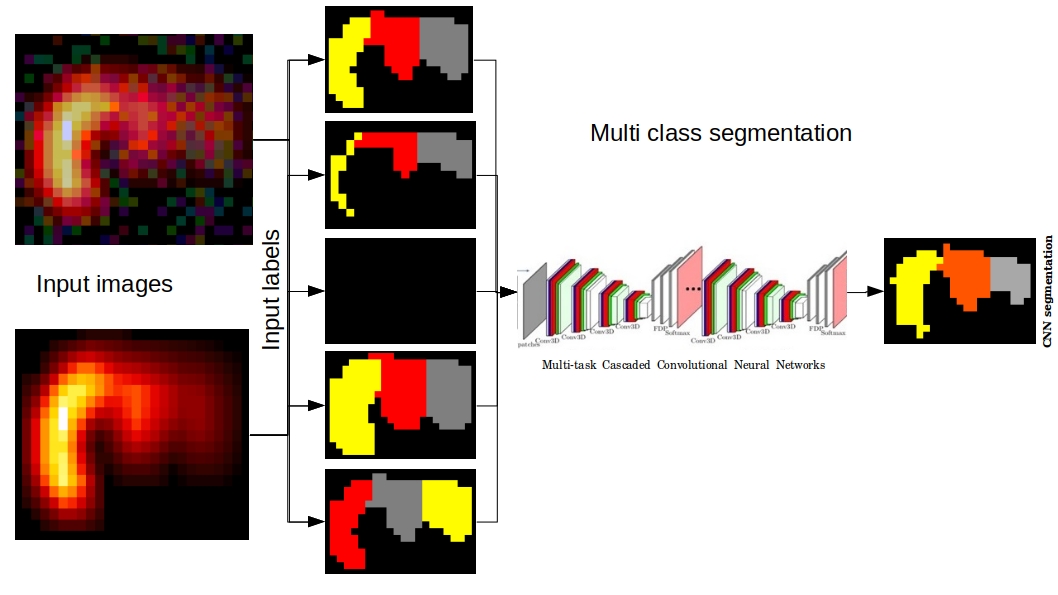 Multi class segmentation
Input images
Input labels
patches
Conv3D
Conv3D
Conv3D
Conv3D
FDP
Softmax
...
Conv3D
Conv3D
Conv3D
Conv3D
FDP
Softmax
Multi-task Cascaded Convolutional Neural Networks
CNN segmentation